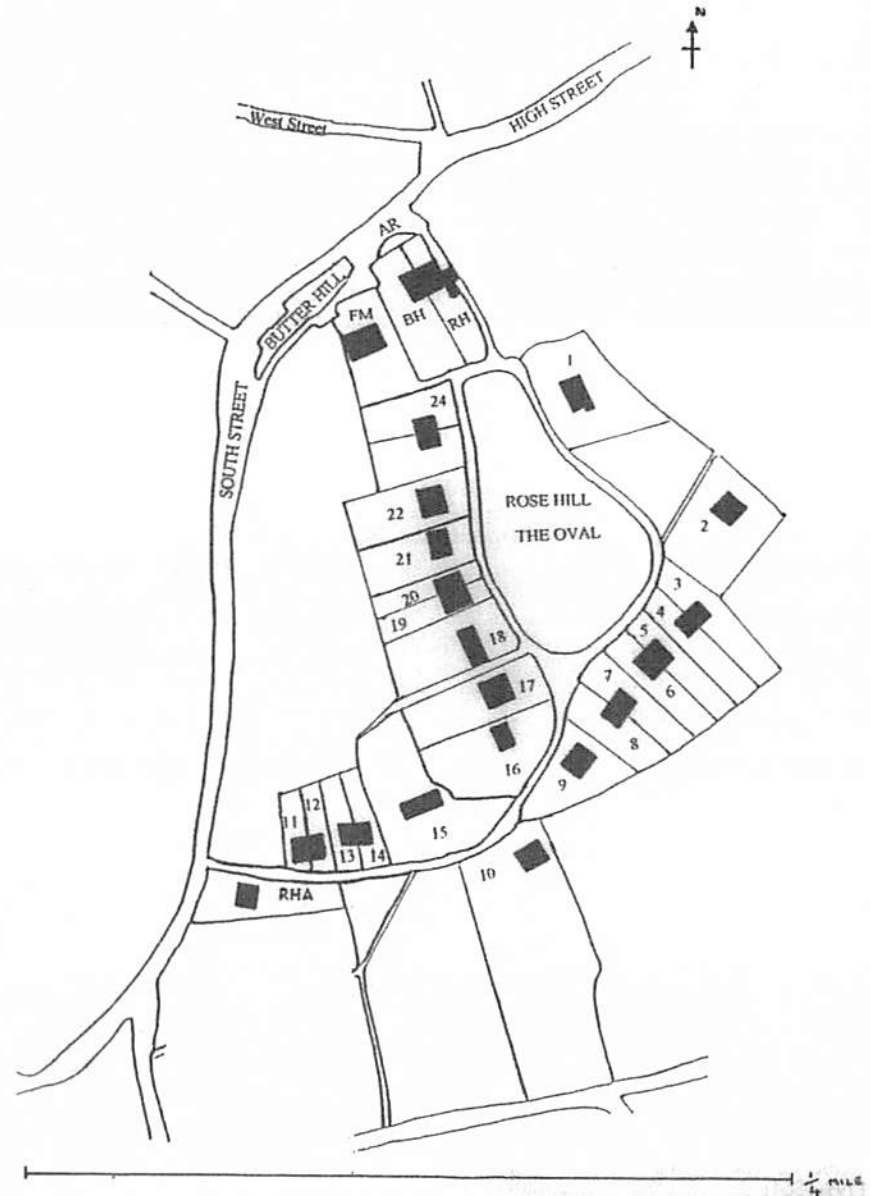 N
HIGH STREET
West Street
AR
BUTTER HILL
FM
BH
RH
SOUTH STREET
1
24
ROSE HILL
THE OVAL
22
2
21
3
20
4
19
5
18
6
7
17
8
16
9
12
11
15
13
14
10
RHA
1/4 MILE